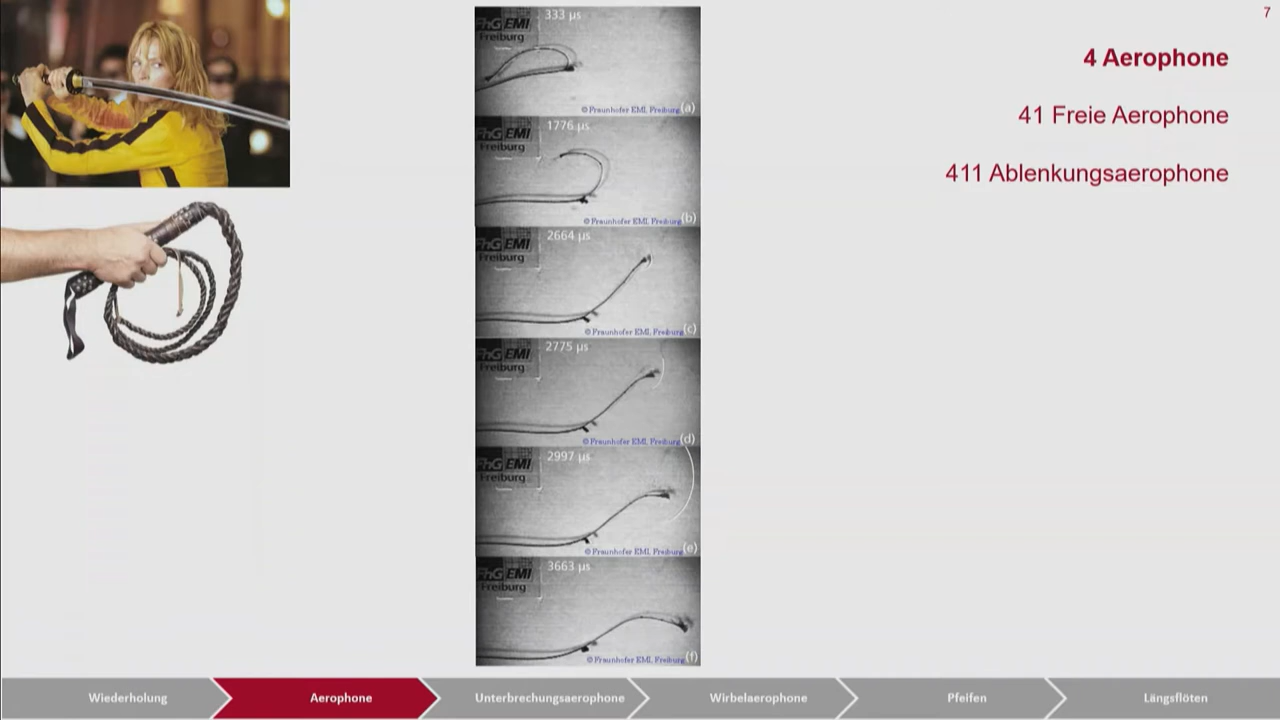 7
4 Aerophone
41 Freie Aerophone
411 Ablenkungsaerophone
333 µs
FhG EMI
Freiburg
© Fraunhofer EMI, Freiburg (a)
1776 µs
FhG EMI
Freiburg
© Fraunhofer EMI, Freiburg (b)
2664 µs
FhG EMI
Freiburg
© Fraunhofer EMI, Freiburg (c)
2775 µs
FhG EMI
Freiburg
© Fraunhofer EMI, Freiburg (d)
2997 µs
FhG EMI
Freiburg
© Fraunhofer EMI, Freiburg (e)
3663 µs
FhG EMI
Freiburg
© Fraunhofer EMI, Freiburg (f)
Wiederholung
Aerophone
Unterbrechungsaerophone
Wirbelaerophone
Pfeifen
Längsflöten